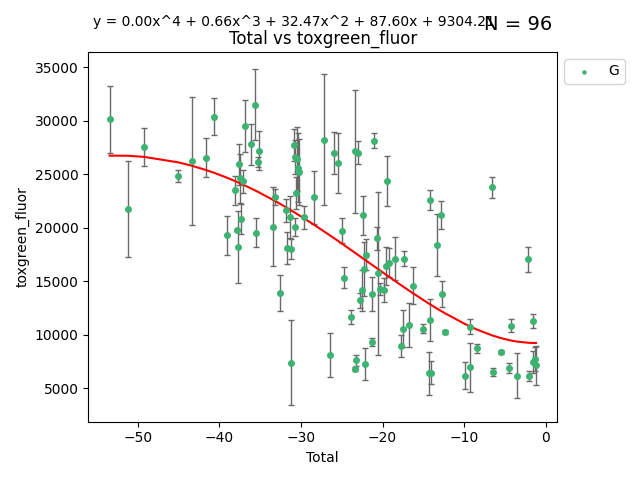 y = 0.00x^4 + 0.66x^3 + 32.47x^2 + 87.60x + 9304.21
N = 96
Total vs toxgreen_fluor
G
35000
30000
25000
20000
15000
10000
5000
toxgreen_fluor
−50 −40 −30 −20 −10 0
Total